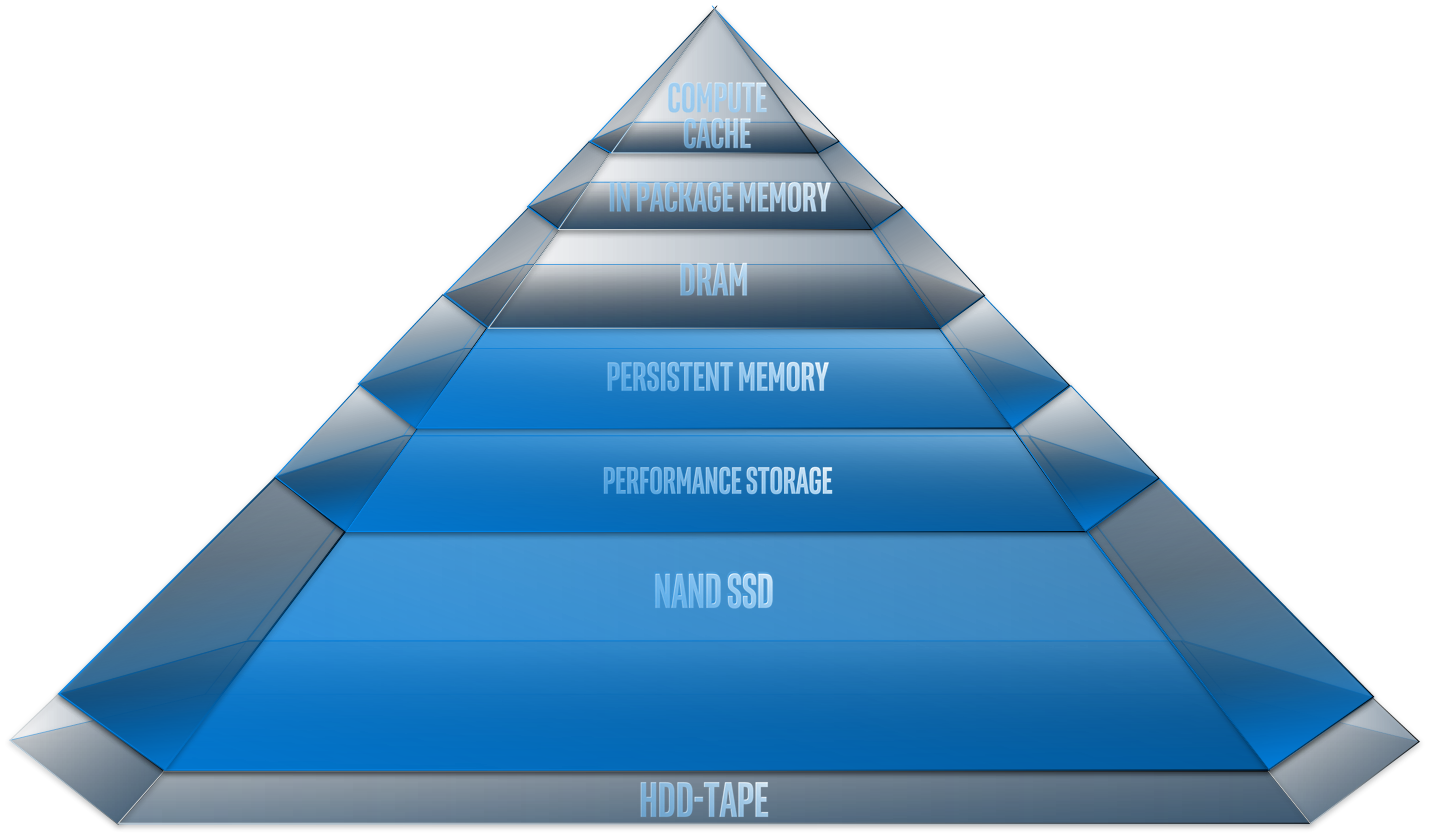 COMPUTE
CACHE
IN PACKAGE MEMORY
DRAM
PERSISTENT MEMORY
PERFORMANCE STORAGE
NAND SSD
HDD-TAPE